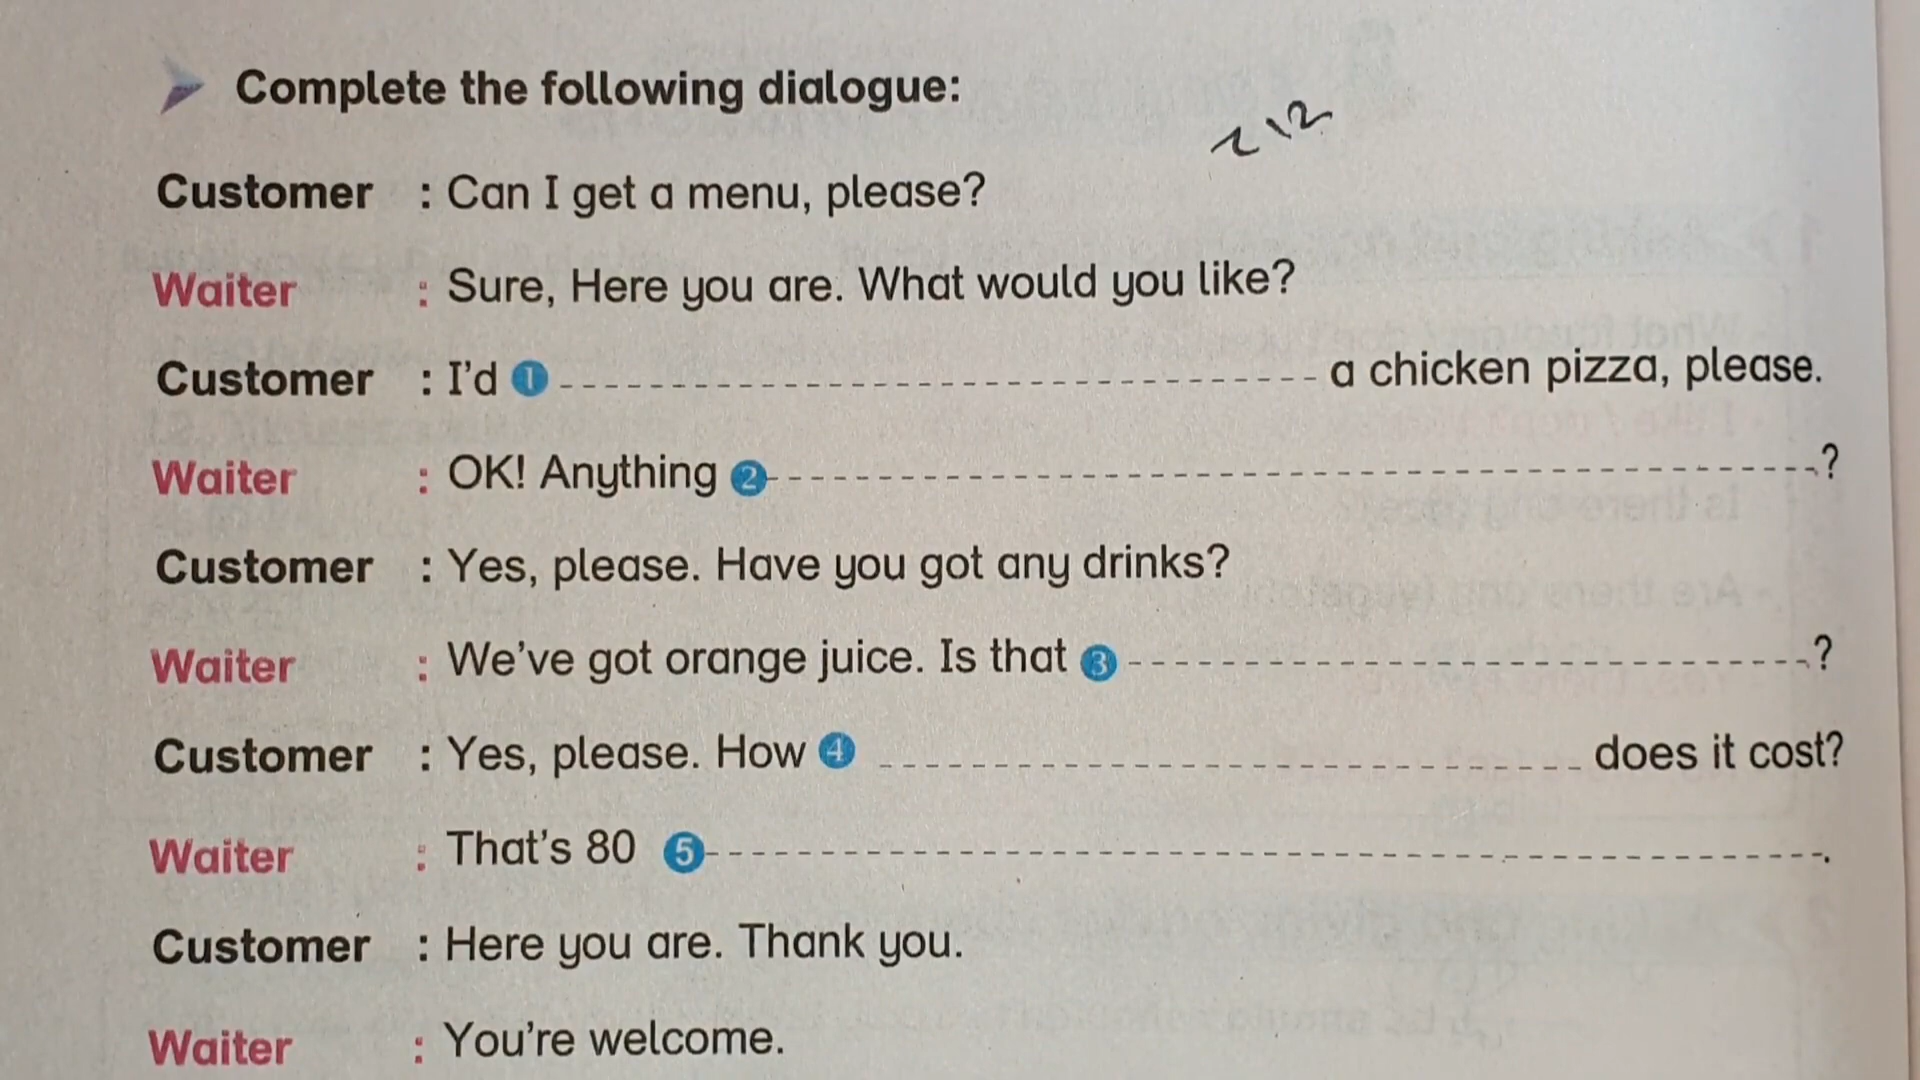 Complete the following dialogue:
Customer : Can I get a menu, please?
Waiter : Sure, Here you are. What would you like?
Customer : I'd 1 ------------------------------ a chicken pizza, please.
Waiter : OK! Anything 2 ------------------------------?
Customer : Yes, please. Have you got any drinks?
Waiter : We've got orange juice. Is that 3 ------------------------------?
Customer : Yes, please. How 4 ------------------------------ does it cost?
Waiter : That's 80 5 ------------------------------.
Customer : Here you are. Thank you.
Waiter : You're welcome.